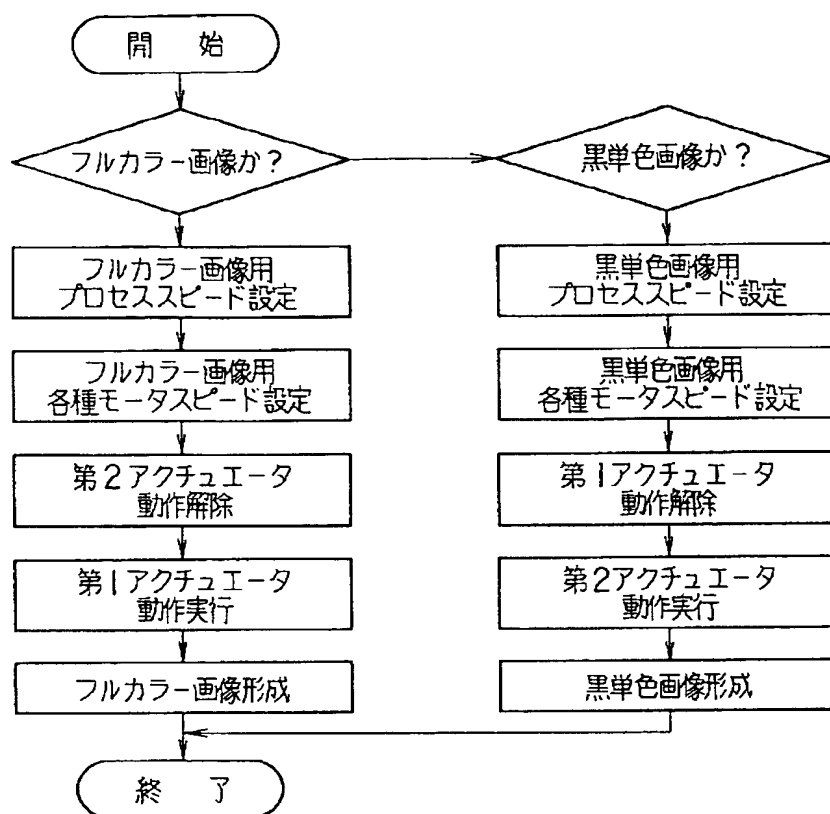 開 始
フルカラー画像か?
黒単色画像か?
フルカラー画像用
プロセススピード設定
フルカラー画像用
各種モータスピード設定
第2アクチュエータ
動作解除
第1アクチュエータ
動作実行
フルカラー画像形成
黒単色画像用
プロセススピード設定
黒単色画像用
各種モータスピード設定
第1アクチュエータ
動作解除
第2アクチュエータ
動作実行
黒単色画像形成
終 了